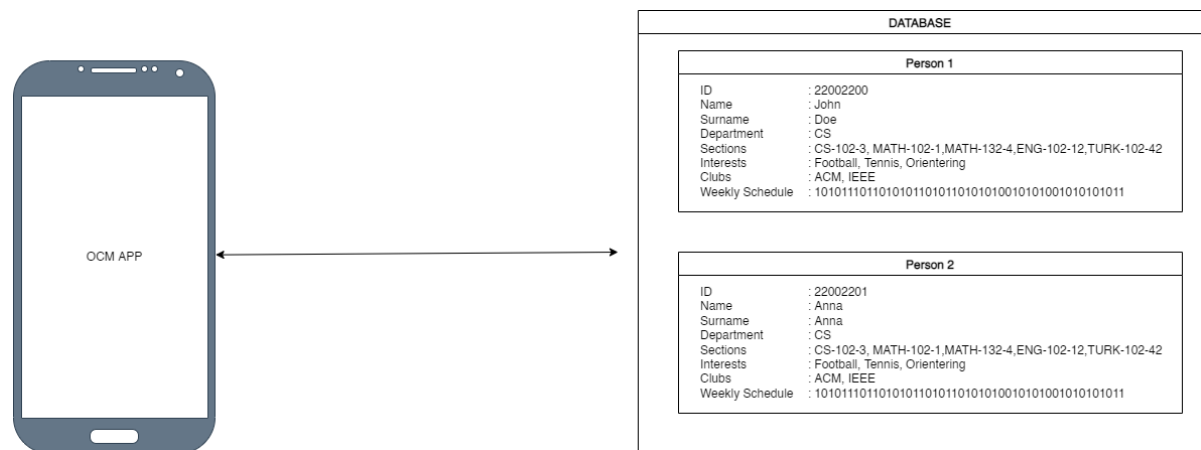 DATABASE
Person 1
ID : 22002200
Name : John
Surname : Doe
Department : CS
Sections : CS-102-3, MATH-102-1,MATH-132-4,ENG-102-12,TURK-102-42
Interests : Football, Tennis, Orientering
Clubs : ACM, IEEE
Weekly Schedule : 1010111011010101101011010101001010100101010101011
OCM APP
Person 2
ID : 22002201
Name : Anna
Surname : Anna
Department : CS
Sections : CS-102-3, MATH-102-1,MATH-132-4,ENG-102-12,TURK-102-42
Interests : Football, Tennis, Orientering
Clubs : ACM, IEEE
Weekly Schedule : 1010111011010101101011010101001010100101010101011